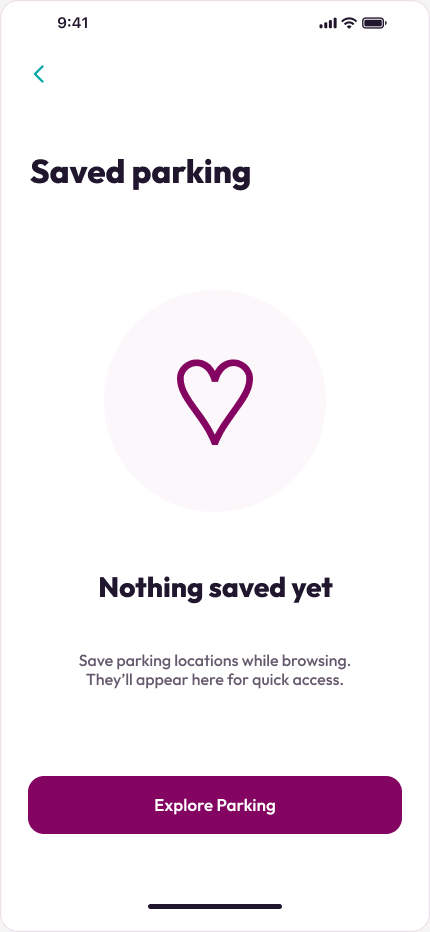 9:41
Saved parking
Nothing saved yet
Save parking locations while browsing.
They’ll appear here for quick access.
Explore Parking